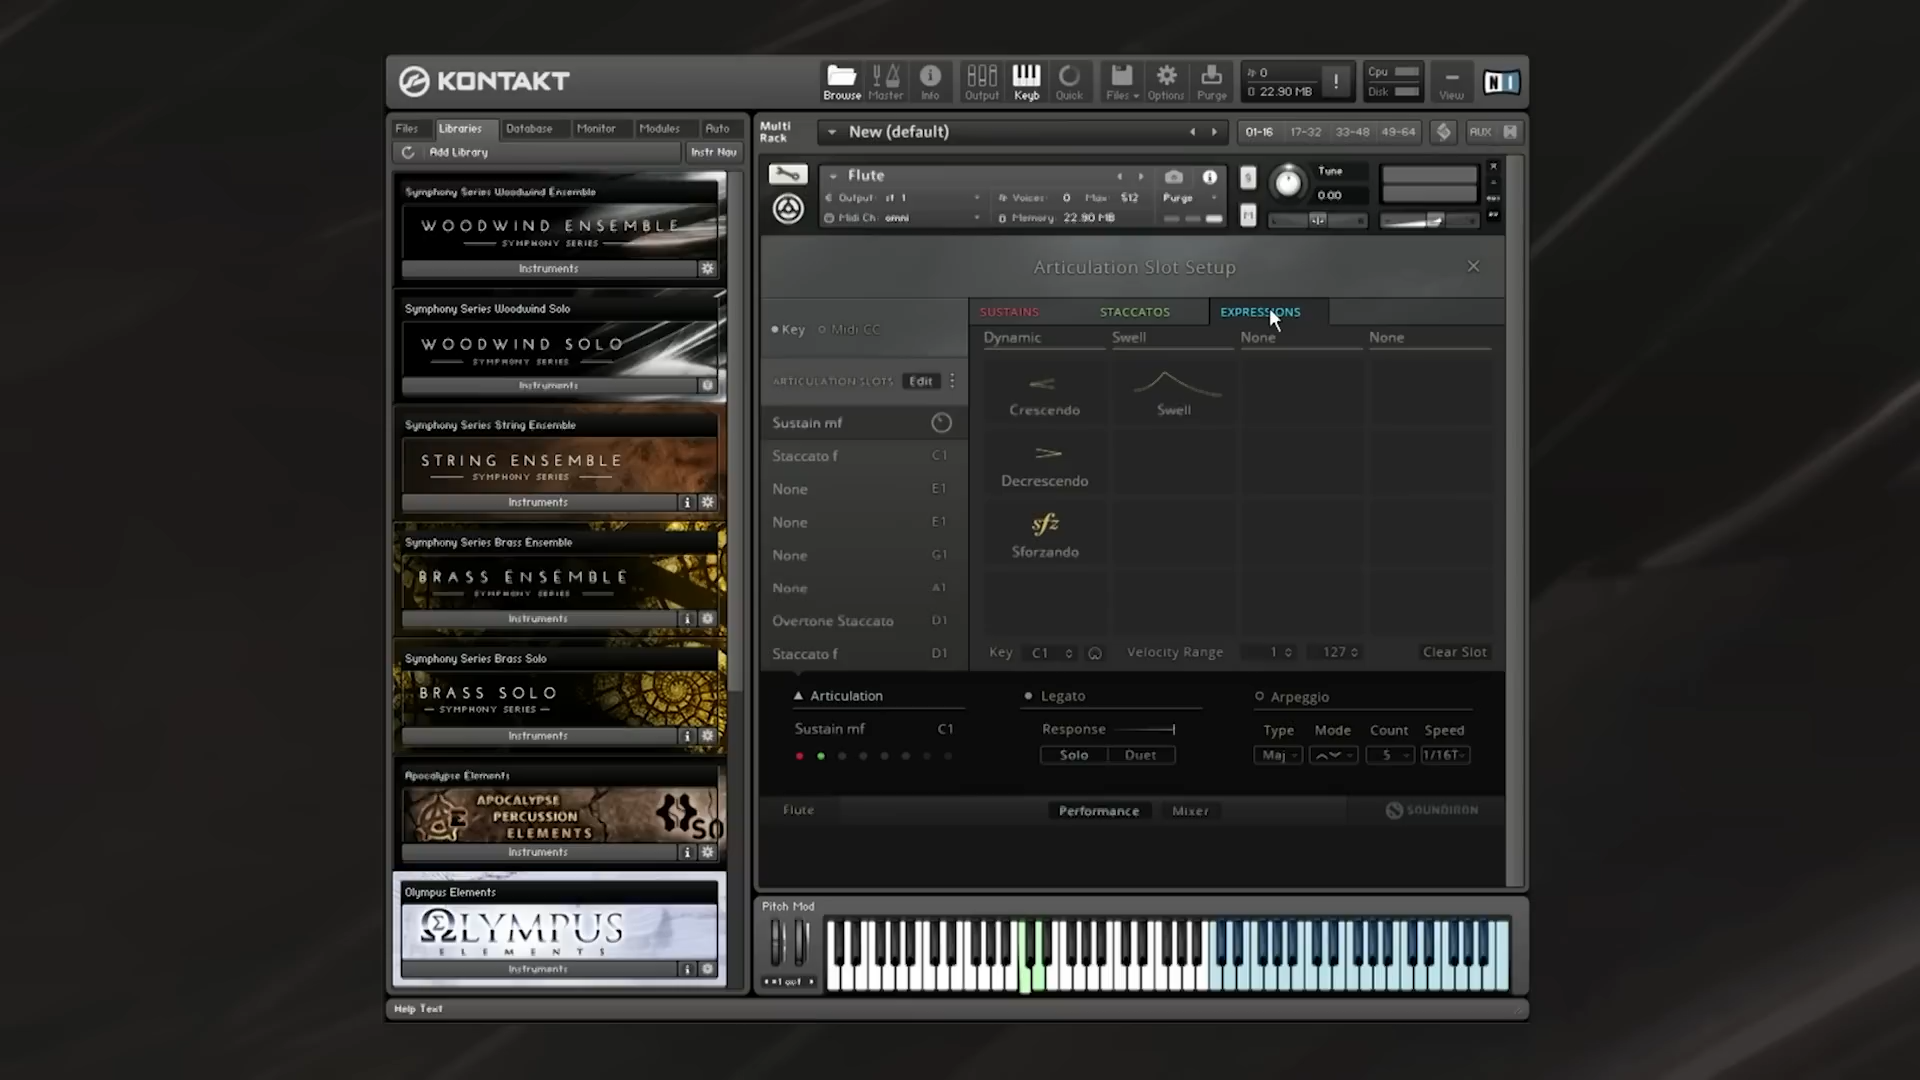 KONTAKT
Browse Master Info Output Keyb Quick Files Options Purge
0
22.90 MB
!
Cpu
Disk
View
N I
Files Libraries Database Monitor Modules Auto
Add Library
Instr Nav
Symphony Series Woodwind Ensemble
WOODWIND ENSEMBLE
SYMPHONY SERIES
Instruments
Symphony Series Woodwind Solo
WOODWIND SOLO
SYMPHONY SERIES
Instruments
Symphony Series String Ensemble
STRING ENSEMBLE
SYMPHONY SERIES
Instruments
Symphony Series Brass Ensemble
BRASS ENSEMBLE
SYMPHONY SERIES
Instruments
Symphony Series Brass Solo
BRASS SOLO
SYMPHONY SERIES
Instruments
Apocalypse Elements
APOCALYPSE
PERCUSSION
ELEMENTS
SO
Instruments
Olympus Elements
OLYMPUS
ELEMENTS
Instruments
Multi
Rack
New (default)
01-16 17-32 33-48 49-64
AUX
Flute
Output: st 1
Voices: 0 Max: 512
Purge
Midi Ch: omni
Memory: 22.90 MB
S
M
Tune
0.00
Articulation Slot Setup
Key Midi CC
ARTICULATION SLOTS Edit
Sustain mf
Staccato f C1
None E1
None E1
None G1
None A1
Overtone Staccato D1
Staccato f D1
SUSTAINS STACCATOS EXPRESSIONS
Dynamic Swell None None
Crescendo Swell
Decrescendo
sfz
Sforzando
Key C1 Velocity Range 1 127 Clear Slot
Articulation
Sustain mf C1
Legato
Response
Solo Duet
Arpeggio
Type Mode Count Speed
Maj 5 1/16T
Flute
Performance Mixer
SOUNDIRON
Pitch Mod
Help Text